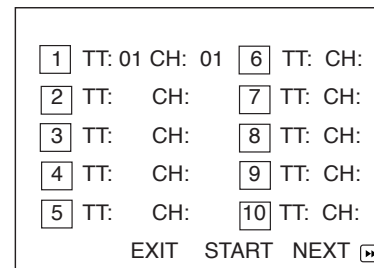 1 TT: 01 CH: 01 6 TT: CH:
2 TT: CH: 7 TT: CH:
3 TT: CH: 8 TT: CH:
4 TT: CH: 9 TT: CH:
5 TT: CH: 10 TT: CH:
EXIT START NEXT